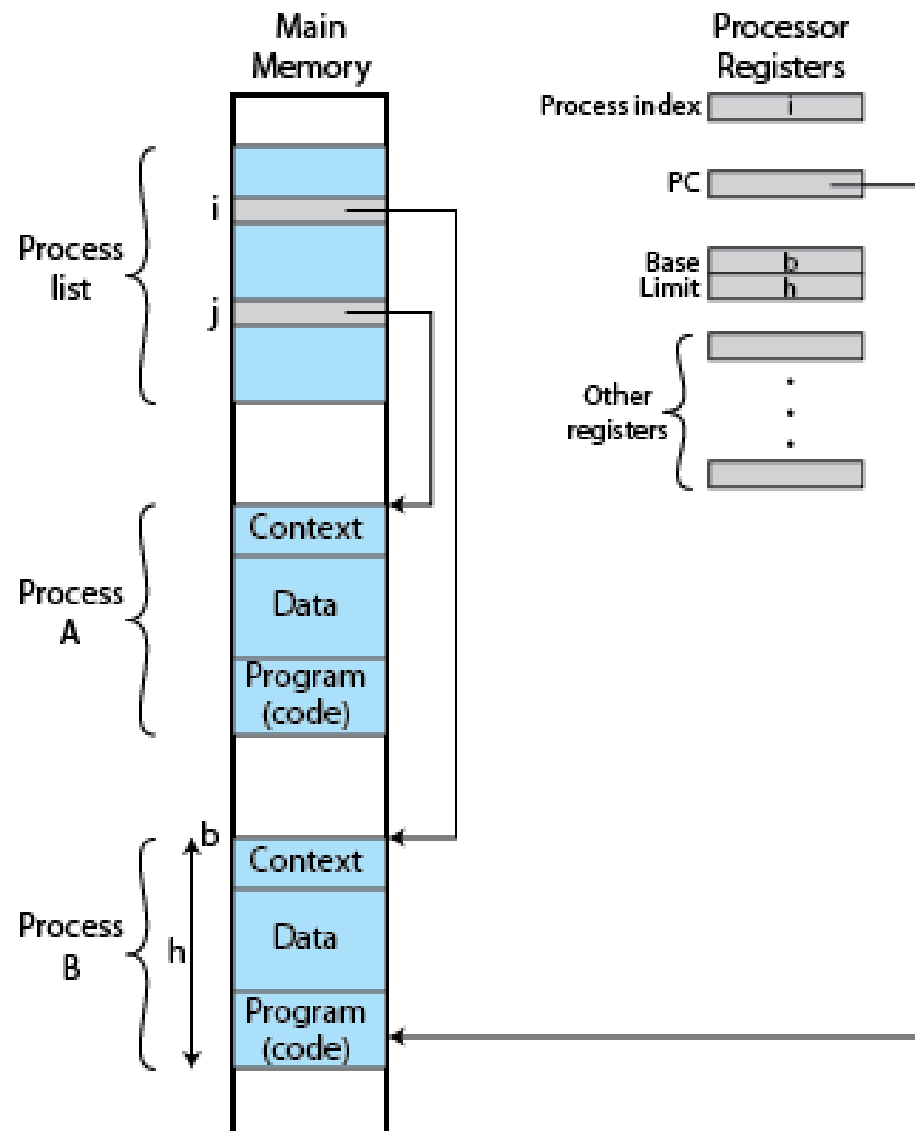 Main
Memory
Processor
Registers
Process index
i
PC
i
Process
list
Base
b
Limit
h
j
Other
registers
Context
Process
A
Data
Program
(code)
b
Context
Process
B
h
Data
Program
(code)